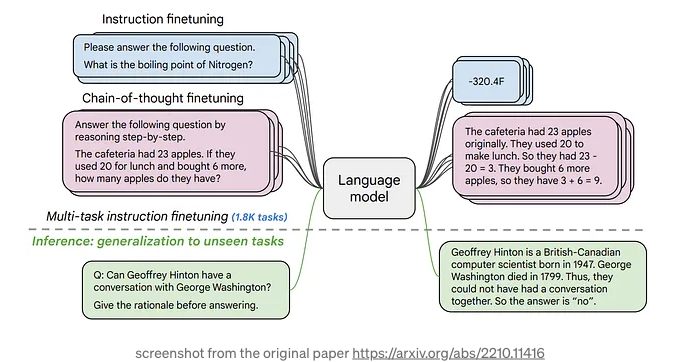 Instruction finetuning
Please answer the following question.
What is the boiling point of Nitrogen?
-320.4F
Chain-of-thought finetuning
Answer the following question by
reasoning step-by-step.
The cafeteria had 23 apples. If they
used 20 for lunch and bought 6 more,
how many apples do they have?
Language
model
The cafeteria had 23 apples
originally. They used 20 to
make lunch. So they had 23 -
20 = 3. They bought 6 more
apples, so they have 3 + 6 = 9.
Multi-task instruction finetuning (1.8K tasks)
Inference: generalization to unseen tasks
Q: Can Geoffrey Hinton have a
conversation with George Washington?
Give the rationale before answering.
Geoffrey Hinton is a British-Canadian
computer scientist born in 1947. George
Washington died in 1799. Thus, they
could not have had a conversation
together. So the answer is “no”.
screenshot from the original paper https://arxiv.org/abs/2210.11416